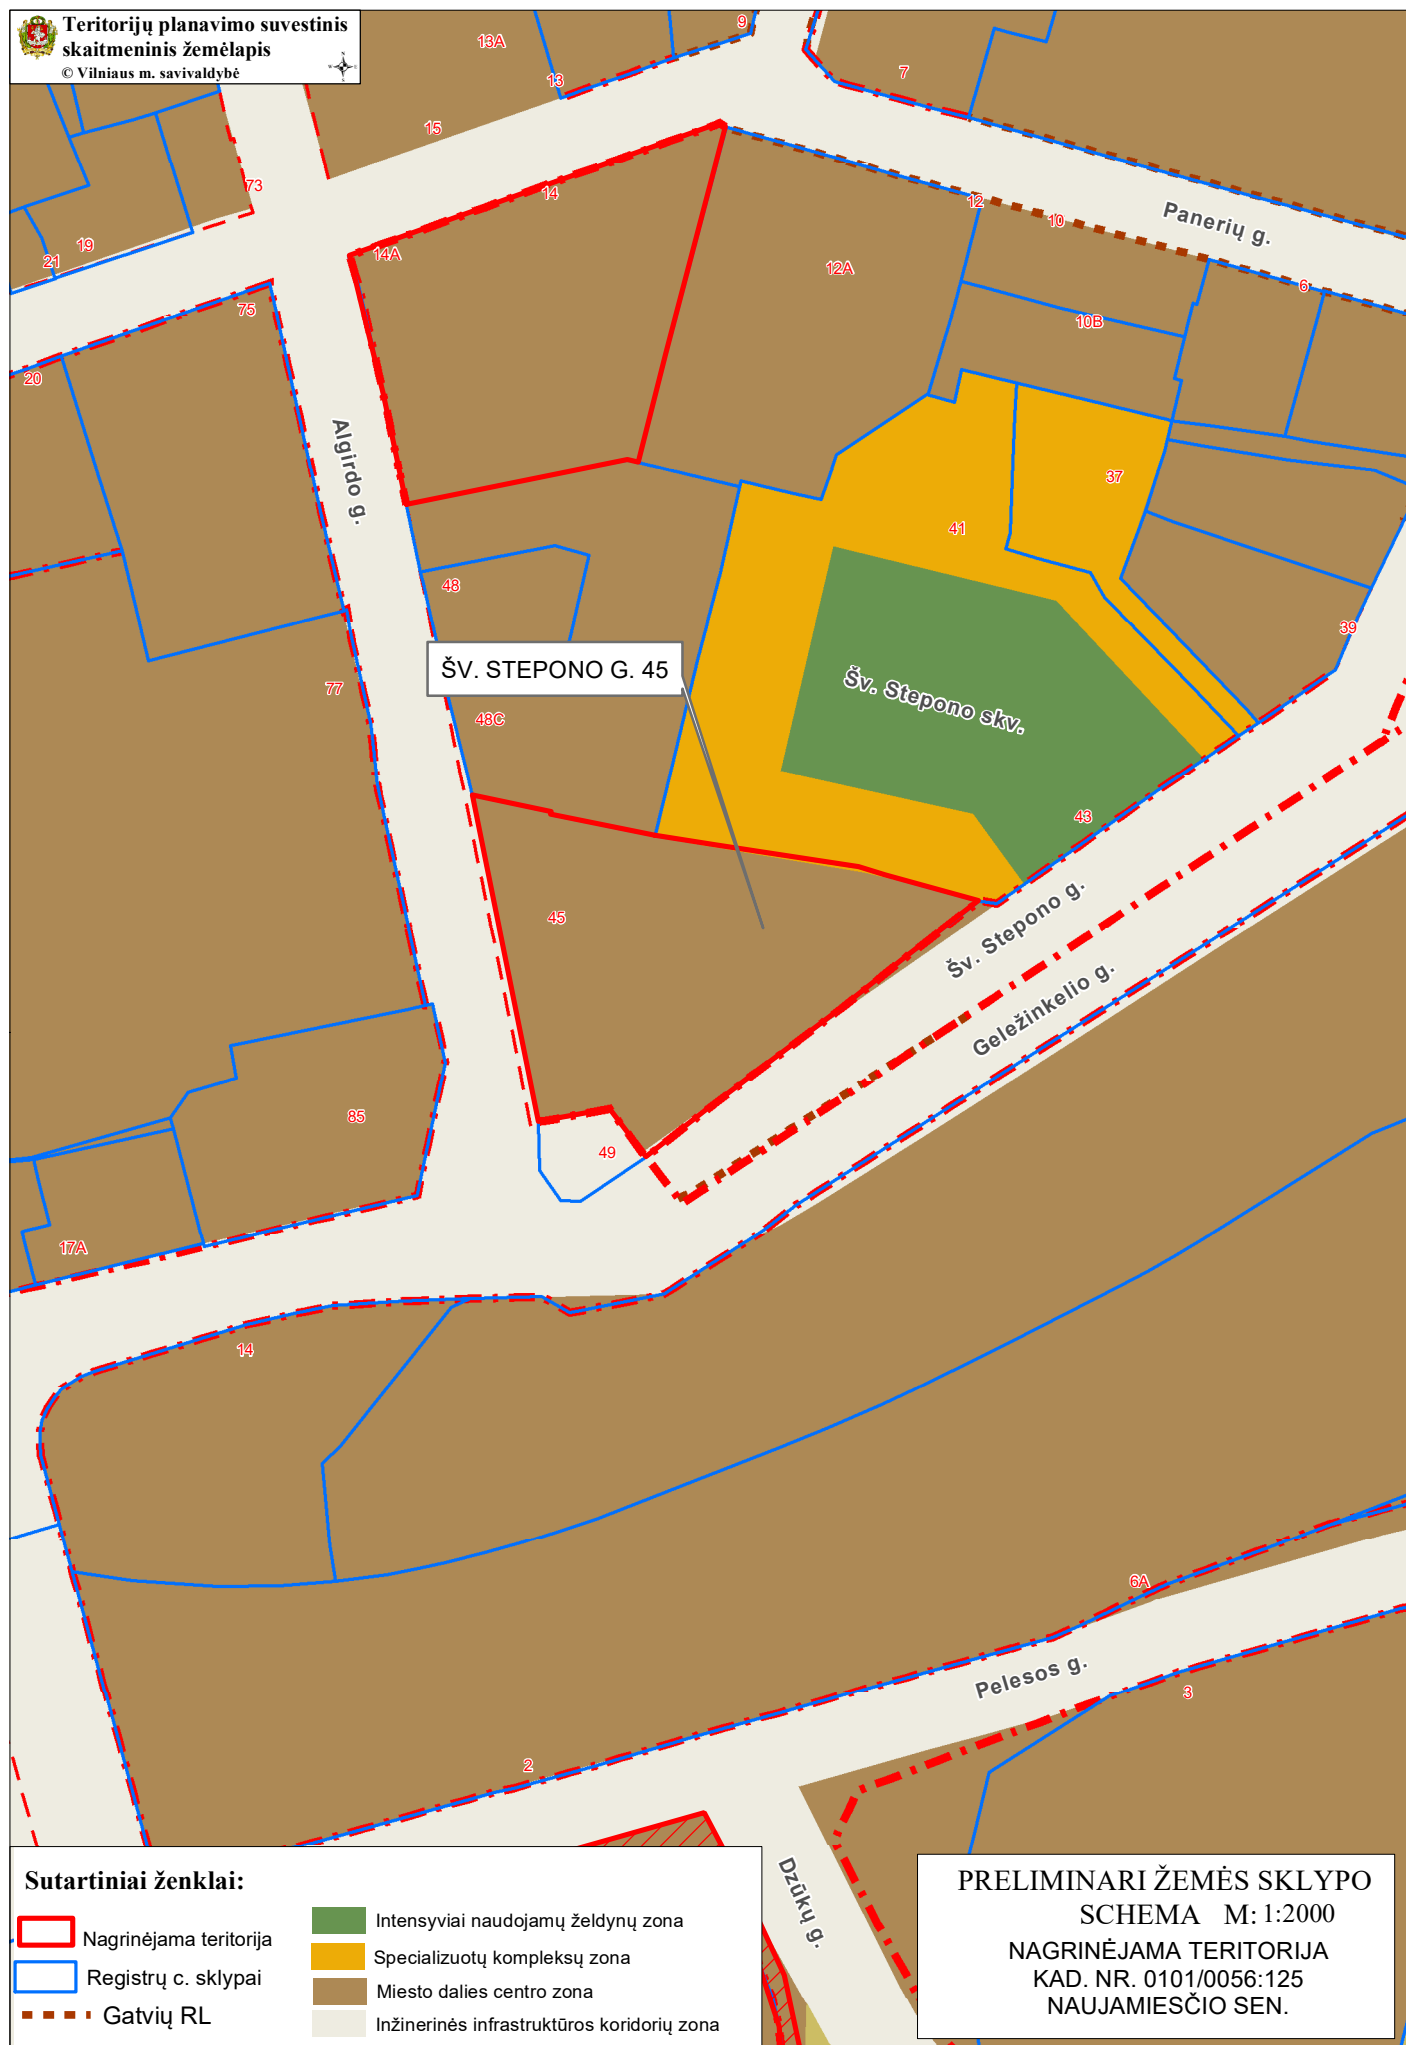 Teritorijų planavimo suvestinis
skaitmeninis žemėlapis
© Vilniaus m. savivaldybė
9
13A
13
7
15
73
14
19
14A
12
10
Panerių g.
21
12A
75
6
10B
20
Algirdo g.
37
41
48
39
ŠV. STEPONO G. 45
77
Šv. Stepono skv.
48C
43
45
Šv. Stepono g.
Geležinkelio g.
85
49
17A
14
6A
Pelesos g.
3
2
Dzūkų g.
Sutartiniai ženklai:
Nagrinėjama teritorija
Registrų c. sklypai
Gatvių RL
Intensyviai naudojamų želdynų zona
Specializuotų kompleksų zona
Miesto dalies centro zona
Inžinerinės infrastruktūros koridorių zona
PRELIMINARI ŽEMĖS SKLYPO
SCHEMA M: 1:2000
NAGRINĖJAMA TERITORIJA
KAD. NR. 0101/0056:125
NAUJAMIESČIO SEN.